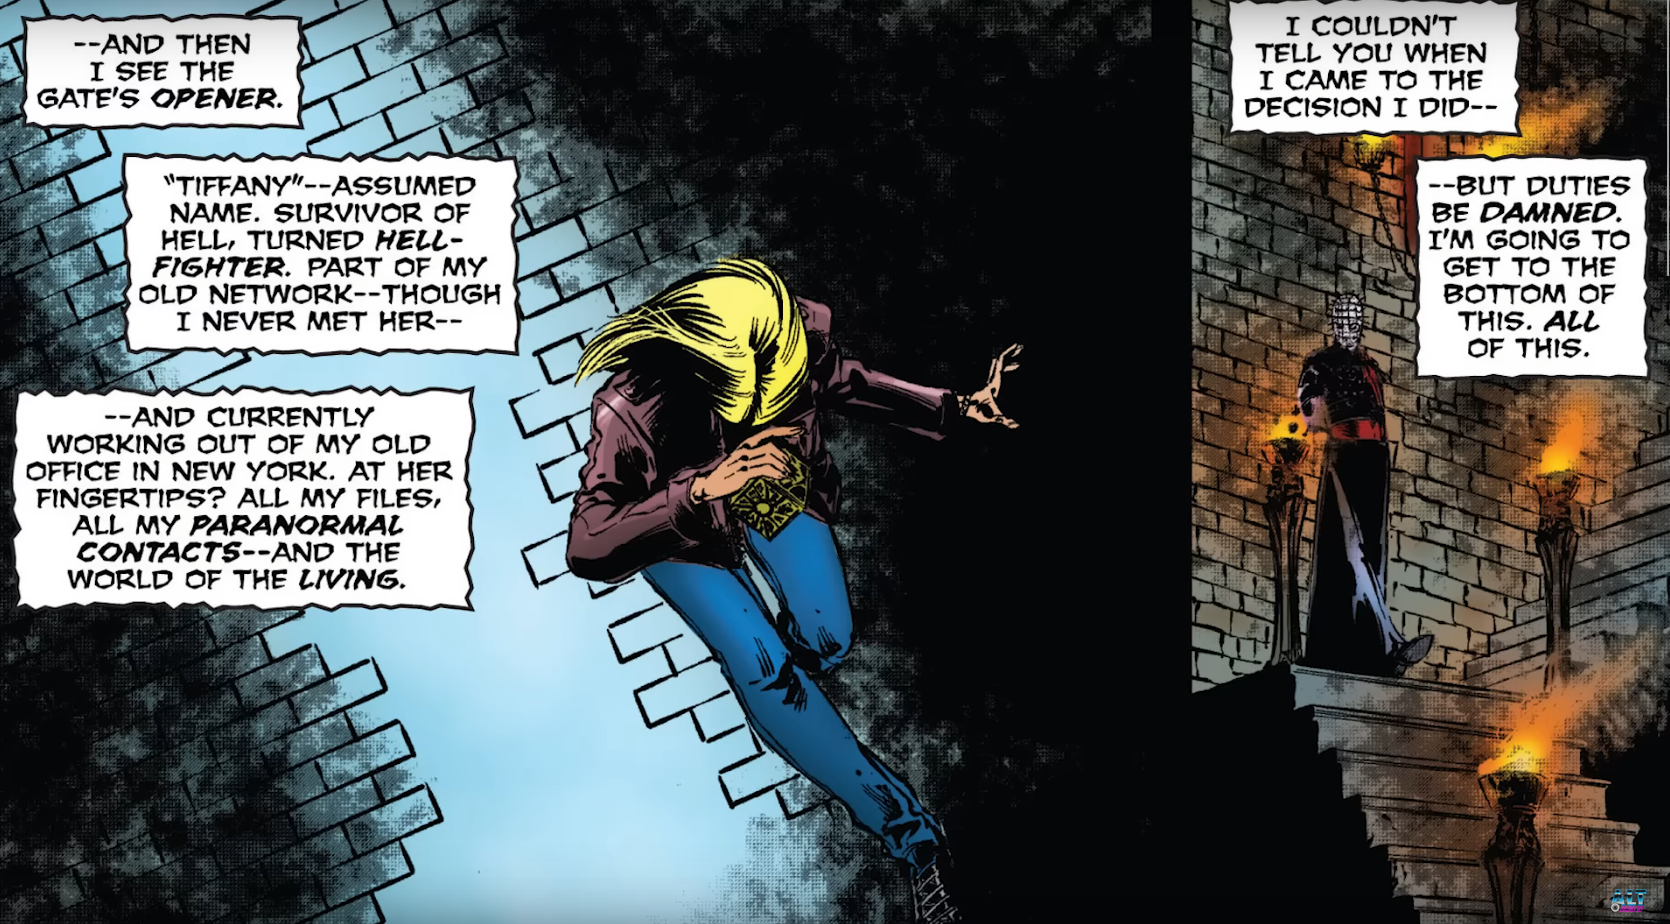 --AND THEN
I SEE THE
GATE'S OPENER.
"TIFFANY"--ASSUMED
NAME. SURVIVOR OF
HELL, TURNED HELL-
FIGHTER. PART OF MY
OLD NETWORK--THOUGH
I NEVER MET HER--
--AND CURRENTLY
WORKING OUT OF MY OLD
OFFICE IN NEW YORK. AT HER
FINGERTIPS? ALL MY FILES,
ALL MY PARANORMAL
CONTACTS--AND THE
WORLD OF THE LIVING.
I COULDN'T
TELL YOU WHEN
I CAME TO THE
DECISION I DID--
--BUT DUTIES
BE DAMNED.
I'M GOING TO
GET TO THE
BOTTOM OF
THIS. ALL
OF THIS.
ALT